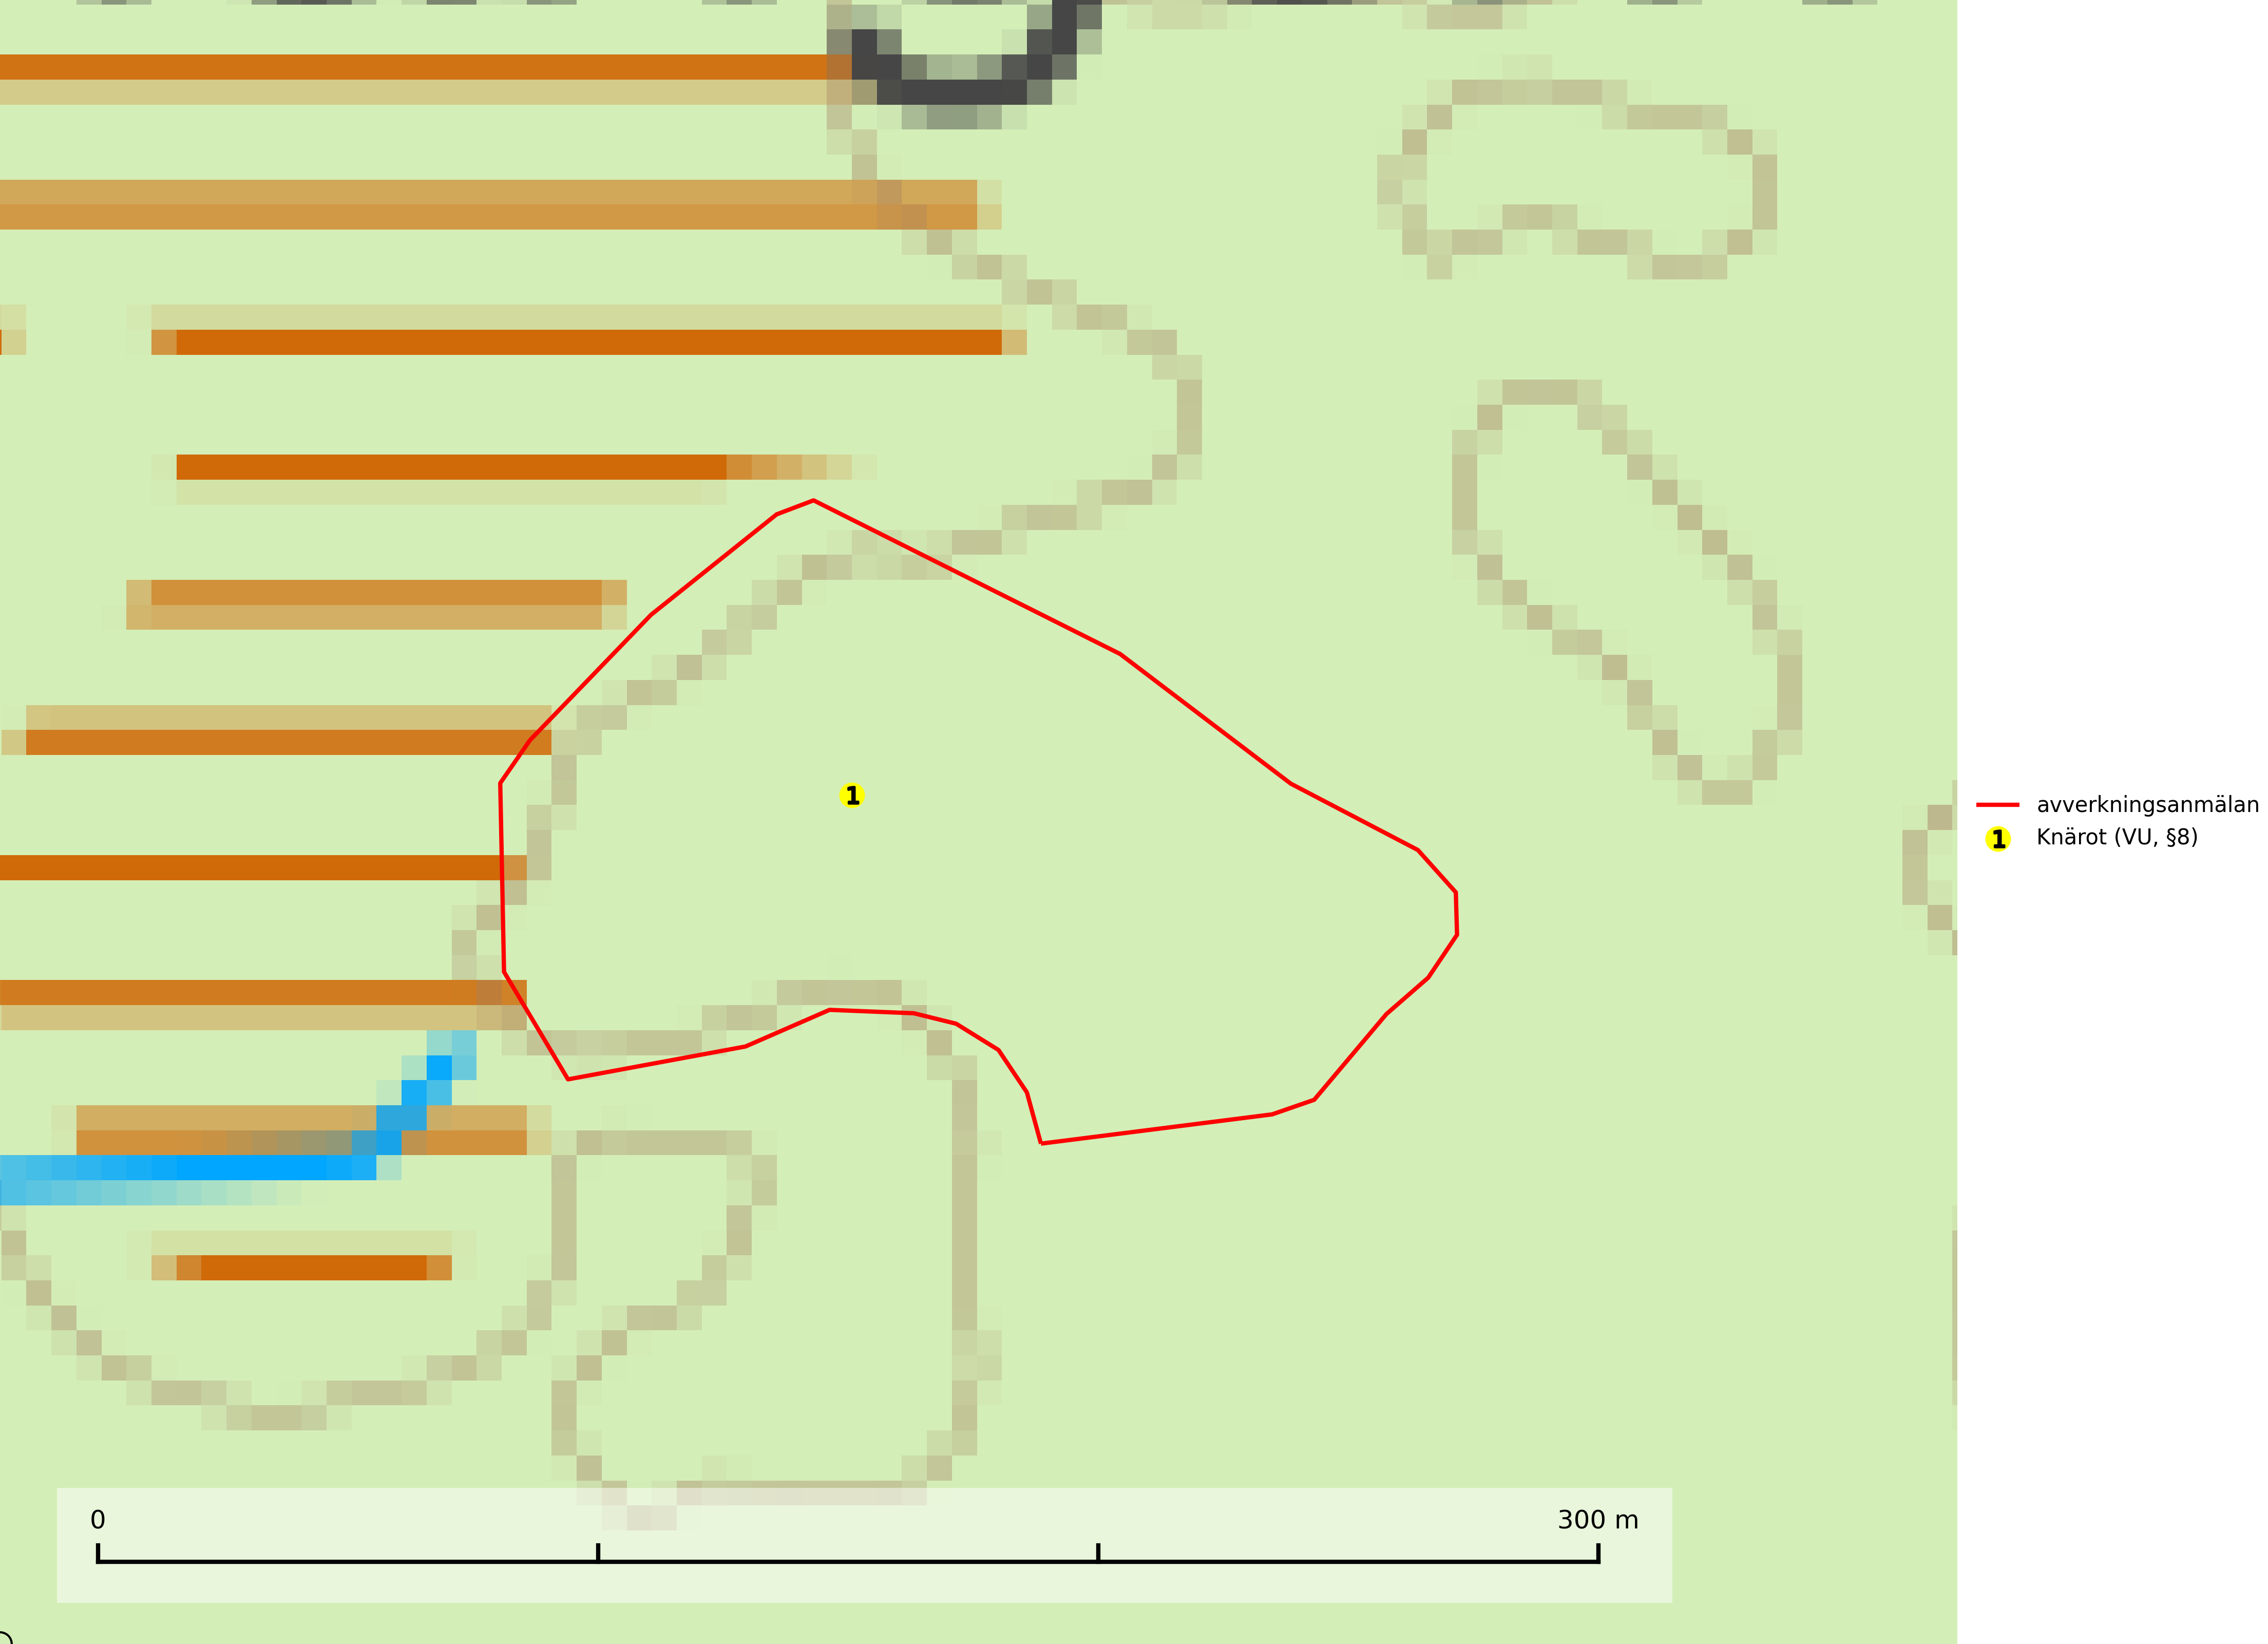 1
avverkningsanmälan
1 Knärot (VU, §8)
0 300 m